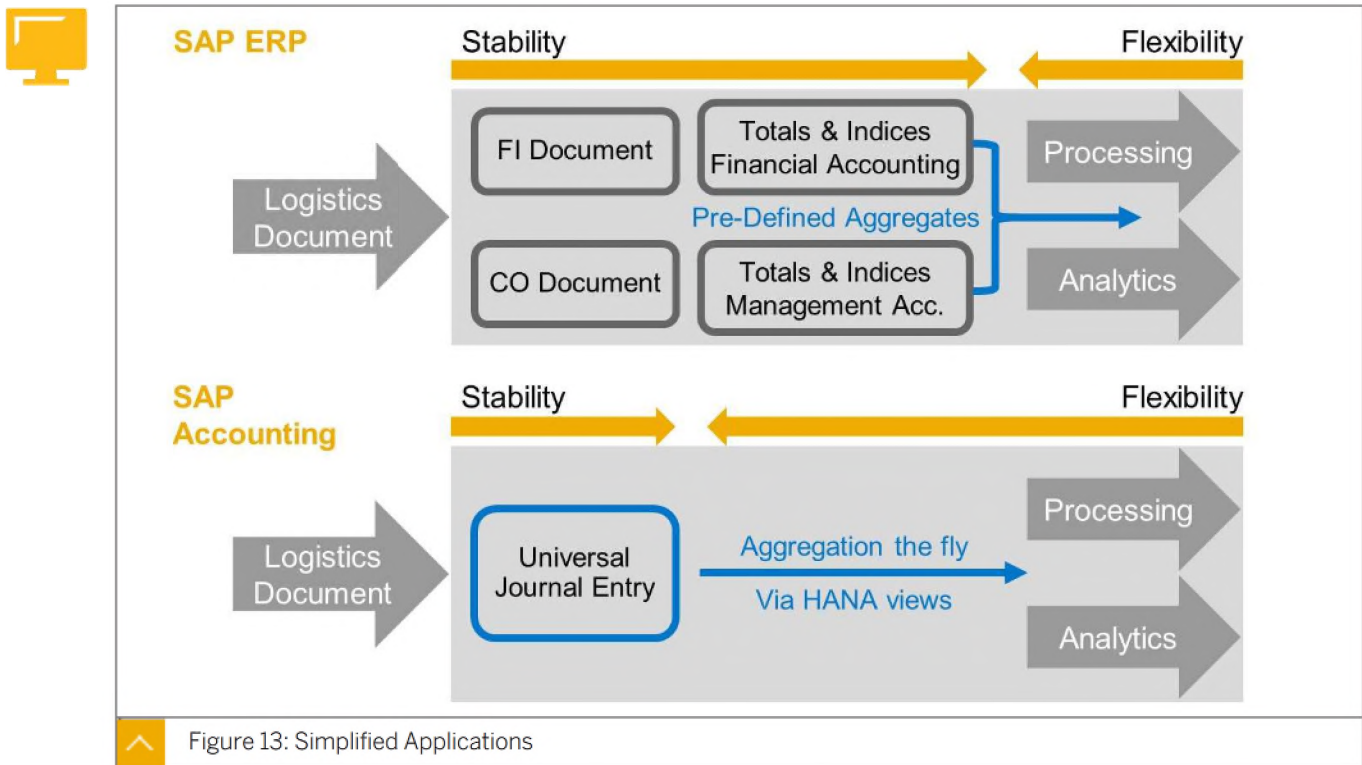 SAP ERP
Stability
Flexibility
Logistics
Document
FI Document
Totals & Indices
Financial Accounting
Pre-Defined Aggregates
CO Document
Totals & Indices
Management Acc.
Processing
Analytics
SAP
Accounting
Stability
Flexibility
Logistics
Document
Universal
Journal Entry
Aggregation the fly
Via HANA views
Processing
Analytics
Figure 13: Simplified Applications